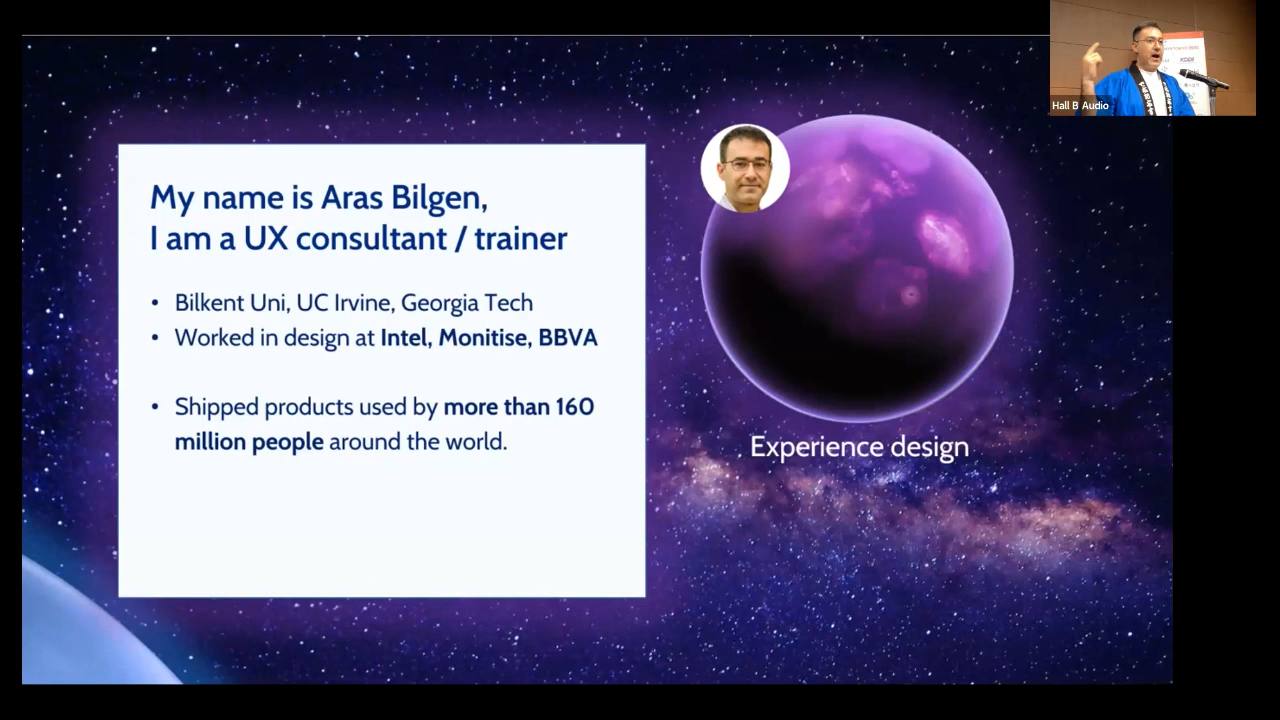 My name is Aras Bilgen,
I am a UX consultant / trainer
• Bilkent Uni, UC Irvine, Georgia Tech
• Worked in design at Intel, Monitise, BBVA
• Shipped products used by more than 160
million people around the world.
Experience design
Hall B Audio